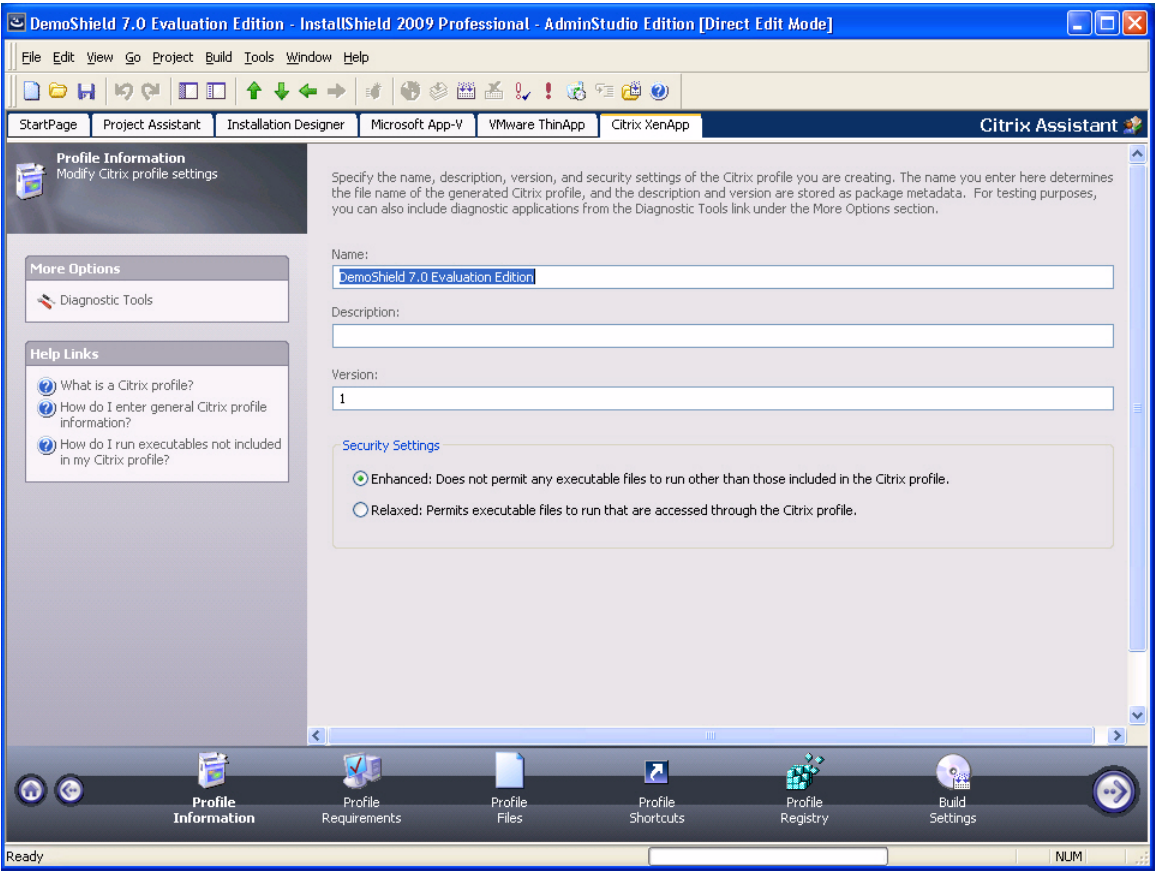 DemoShield 7.0 Evaluation Edition - InstallShield 2009 Professional - AdminStudio Edition [Direct Edit Mode]
File Edit View Go Project Build Tools Window Help
StartPage Project Assistant Installation Designer Microsoft App-V VMware ThinApp Citrix XenApp Citrix Assistant
Profile Information
Modify Citrix profile settings
More Options
Diagnostic Tools
Help Links
What is a Citrix profile?
How do I enter general Citrix profile
information?
How do I run executables not included
in my Citrix profile?
Specify the name, description, version, and security settings of the Citrix profile you are creating. The name you enter here determines
the file name of the generated Citrix profile, and the description and version are stored as package metadata. For testing purposes,
you can also include diagnostic applications from the Diagnostic Tools link under the More Options section.
Name:
DemoShield 7.0 Evaluation Edition
Description:
Version:
1
Security Settings
Enhanced: Does not permit any executable files to run other than those included in the Citrix profile.
Relaxed: Permits executable files to run that are accessed through the Citrix profile.
Profile
Information
Profile
Requirements
Profile
Files
Profile
Shortcuts
Profile
Registry
Build
Settings
Ready
NUM